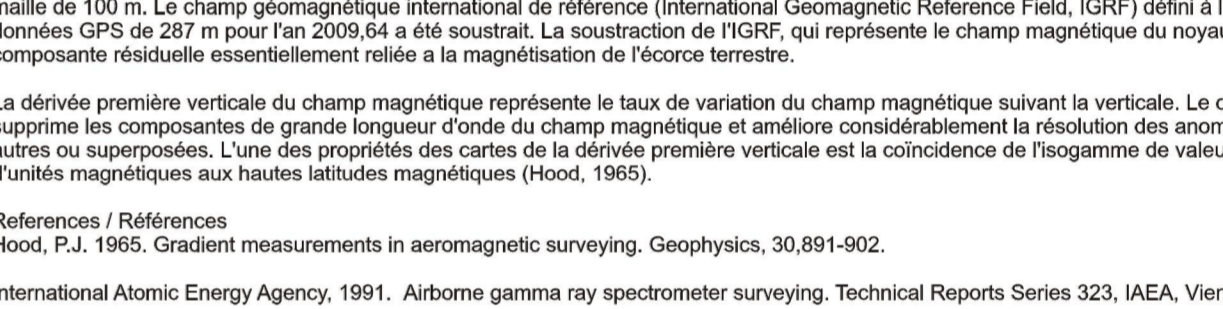 maille de 100 m. Le champ géomagnétique international de référence (International Geomagnetic Reference Field, IGRF) défini à l
données GPS de 287 m pour l'an 2009,64 a été soustrait. La soustraction de l'IGRF, qui représente le champ magnétique du noyau
composante résiduelle essentiellement reliée a la magnétisation de l'écorce terrestre.
La dérivée première verticale du champ magnétique représente le taux de variation du champ magnétique suivant la verticale. Le c
supprime les composantes de grande longueur d'onde du champ magnétique et améliore considérablement la résolution des anom
autres ou superposées. L'une des propriétés des cartes de la dérivée première verticale est la coïncidence de l'isogamme de valeu
d'unités magnétiques aux hautes latitudes magnétiques (Hood, 1965).
References / Références
Hood, P.J. 1965. Gradient measurements in aeromagnetic surveying. Geophysics, 30,891-902.
International Atomic Energy Agency, 1991. Airborne gamma ray spectrometer surveying. Technical Reports Series 323, IAEA, Vien